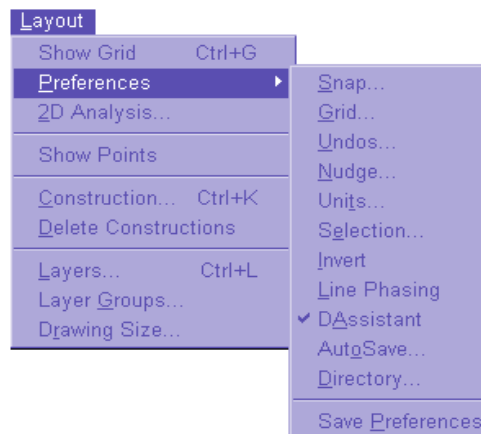 Layout
Show Grid Ctrl+G
Preferences
2D Analysis...
Show Points
Construction... Ctrl+K
Delete Constructions
Layers... Ctrl+L
Layer Groups...
Drawing Size...
Snap...
Grid...
Undos...
Nudge...
Units...
Selection...
Invert
Line Phasing
DAssistant
AutoSave...
Directory...
Save Preferences